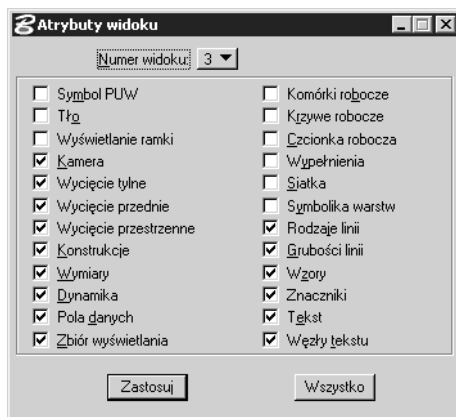 Atrybuty widoku
Numer widoku: 3
Symbol PUW
Tło
Wyświetlanie ramki
Kamera
Wycięcie tylne
Wycięcie przednie
Wycięcie przestrzenne
Konstrukcje
Wymiary
Dynamika
Pola danych
Zbiór wyświetlania
Komórki robocze
Krzywe robocze
Czcionka robocza
Wypełnienia
Siatka
Symbolika warstw
Rodzaje linii
Grubości linii
Wzory
Znaczniki
Tekst
Węzły tekstu
Zastosuj
Wszystko